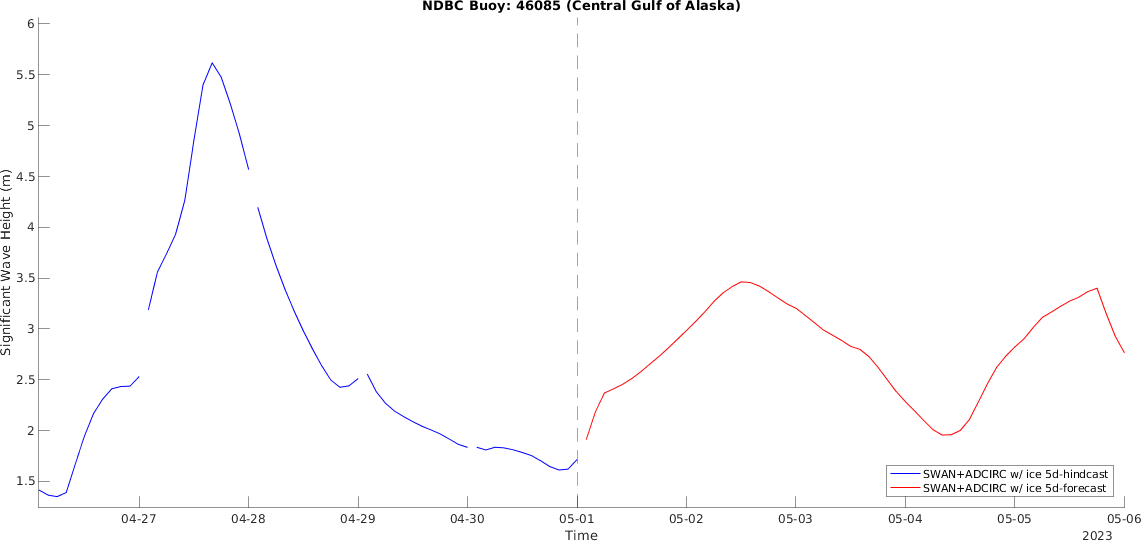 NDBC Buoy: 46085 (Central Gulf of Alaska)
6
5.5
5
4.5
4
3.5
3
2.5
2
1.5
Significant Wave Height (m)
SWAN+ADCIRC w/ ice 5d-hindcast
SWAN+ADCIRC w/ ice 5d-forecast
04-27 04-28 04-29 04-30 05-01 05-02 05-03 05-04 05-05 05-06
Time
2023